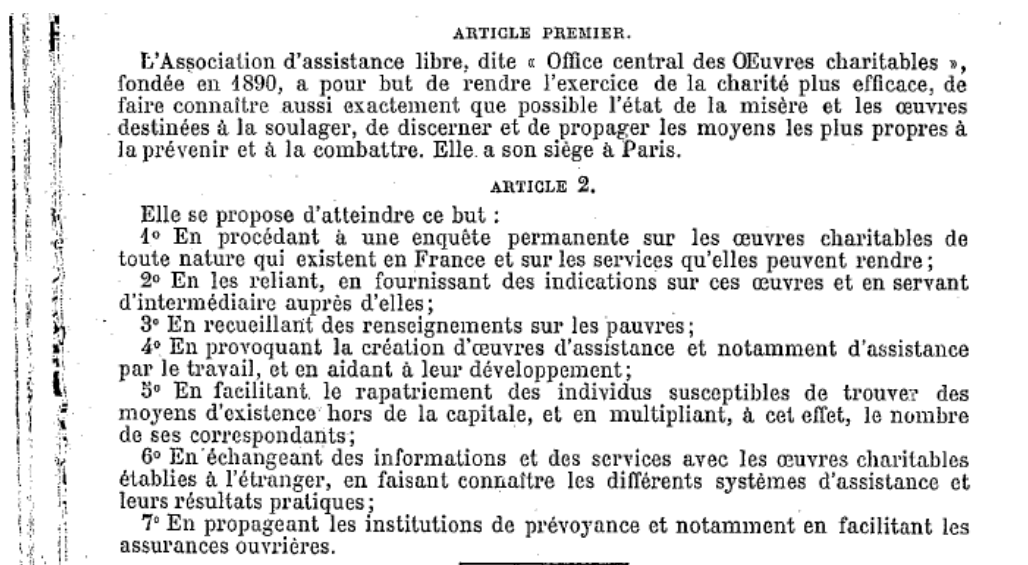 ARTICLE PREMIER.
L'Association d'assistance libre, dite « Office central des Œuvres charitables »,
fondée en 1890, a pour but de rendre l'exercice de la charité plus efficace, de
faire connaître aussi exactement que possible l'état de la misère et les œuvres
destinées à la soulager, de discerner et de propager les moyens les plus propres à
la prévenir et à la combattre. Elle a son siège à Paris.
ARTICLE 2.
Elle se propose d'atteindre ce but :
1º En procédant à une enquête permanente sur les œuvres charitables de
toute nature qui existent en France et sur les services qu'elles peuvent rendre ;
2º En les reliant, en fournissant des indications sur ces œuvres et en servant
d'intermédiaire auprès d'elles ;
3º En recueillant des renseignements sur les pauvres ;
4º En provoquant la création d'œuvres d'assistance et notamment d'assistance
par le travail, et en aidant à leur développement ;
5º En facilitant le rapatriement des individus susceptibles de trouver des
moyens d'existence hors de la capitale, et en multipliant, à cet effet, le nombre
de ses correspondants ;
6º En échangeant des informations et des services avec les œuvres charitables
établies à l'étranger, en faisant connaître les différents systèmes d'assistance et
leurs résultats pratiques ;
7º En propageant les institutions de prévoyance et notamment en facilitant les
assurances ouvrières.